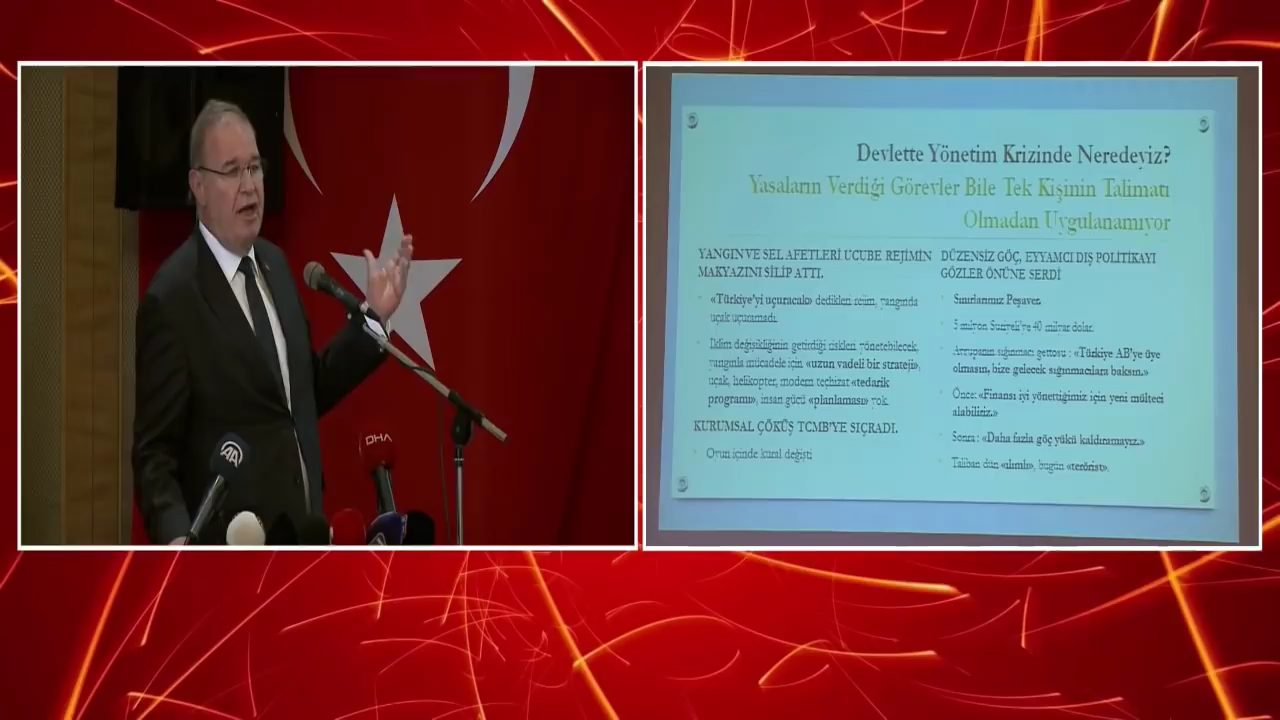 AA
DHA
Devlette Yönetim Krizinde Neredeyiz?
Yasaların Verdiği Görevler Bile Tek Kişinin Talimatı
Olmadan Uygulanamıyor
YANGIN VE SEL AFETLERİ UCUBE REJİMİN
MAKYAZINI SİLİP ATTI.
«Türkiye'yi uçuracak» dedikleri rejim, yangında
uçak uçuramadı.
İklim değişikliğinin getirdiği riskleri yönetebilecek,
yangınla mücadele için «uzun vadeli bir strateji»,
uçak, helikopter, modern teçhizat «tedarik
programı», insan gücü «planlaması» yok.
KURUMSAL ÇÖKÜŞ TCMB'YE SIÇRADI.
Oyun içinde kural değişti
DÜZENSİZ GÖÇ, EYYAMCI DIŞ POLİTİKAYI
GÖZLER ÖNÜNE SERDİ
Sınırlarımız Peşaver.
5 milyon Suriyeli'ye 40 milyar dolar.
Avrupanın sığınmacı gettosu : «Türkiye AB'ye üye
olmasın, bize gelecek sığınmacılara baksın.»
Önce: «Finansı iyi yönettiğimiz için yeni mülteci
alabiliriz.»
Sonra : «Daha fazla göç yükü kaldıramayız.»
Taliban dün «ılımlı», bugün «terörist».